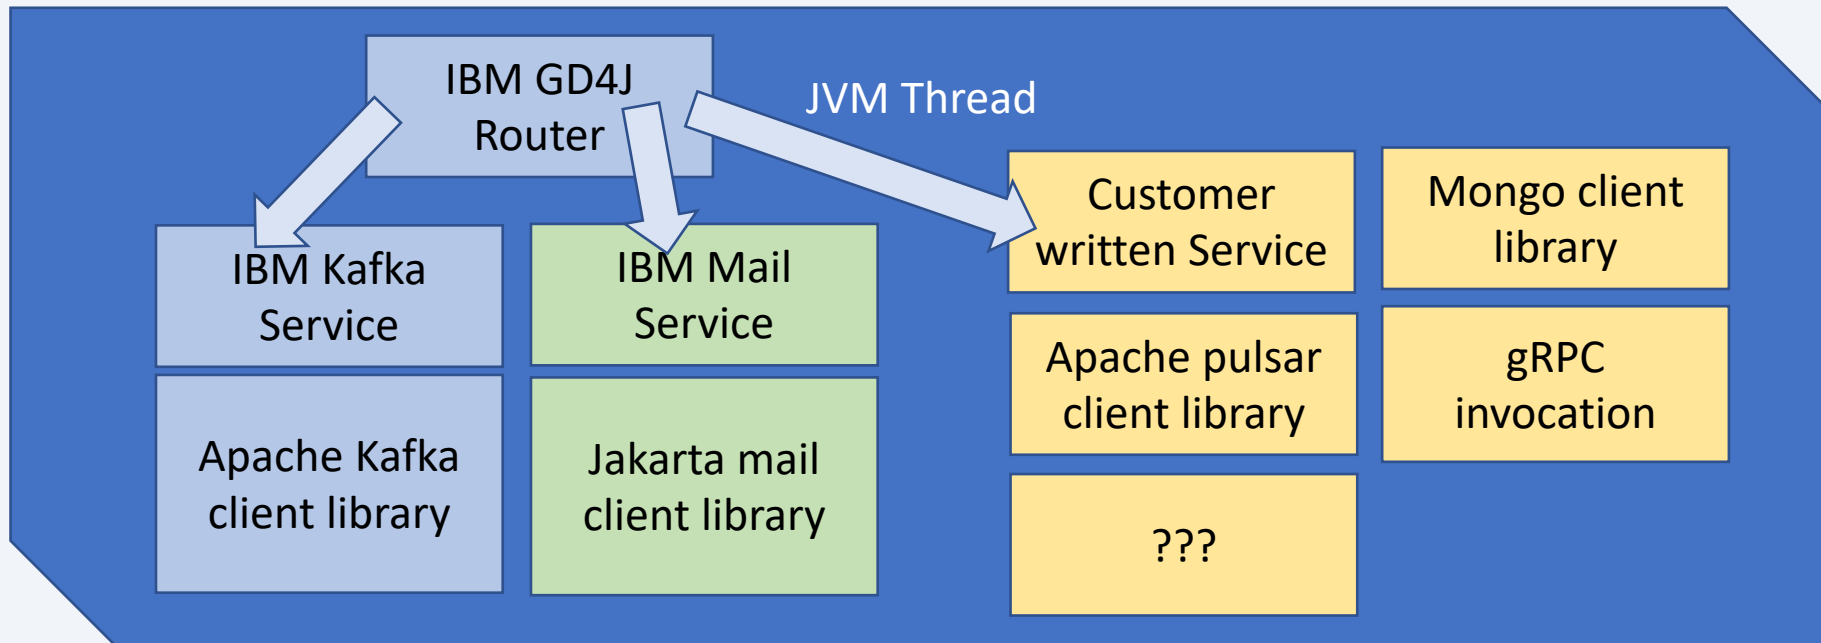 IBM GD4J
Router
JVM Thread
IBM Kafka
Service
IBM Mail
Service
Customer
written Service
Mongo client
library
Apache Kafka
client library
Jakarta mail
client library
Apache pulsar
client library
gRPC
invocation
???